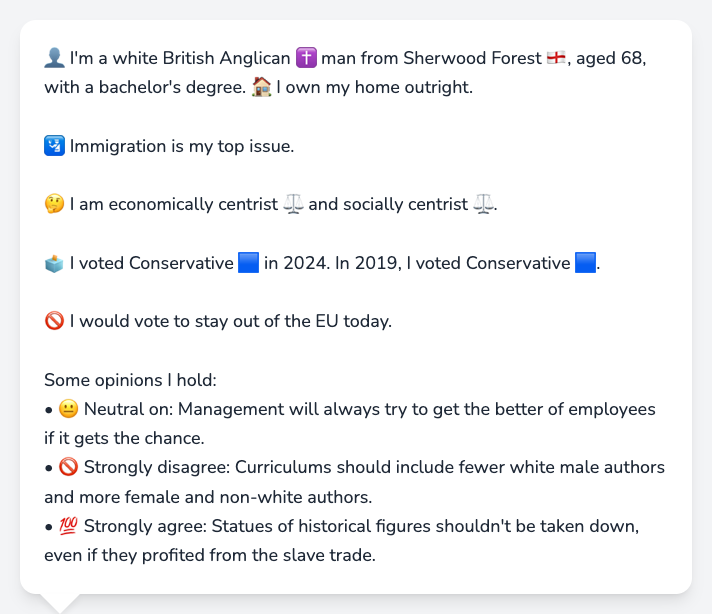 👤 I'm a white British Anglican ✝️ man from Sherwood Forest 🏴󠁧󠁢󠁥󠁮󠁧󠁿, aged 68,
with a bachelor's degree. 🏠 I own my home outright.
🛂 Immigration is my top issue.
🤔 I am economically centrist ⚖️ and socially centrist ⚖️.
🗳️ I voted Conservative 🟦 in 2024. In 2019, I voted Conservative 🟦.
🚫 I would vote to stay out of the EU today.
Some opinions I hold:
• 😐 Neutral on: Management will always try to get the better of employees
if it gets the chance.
• 🚫 Strongly disagree: Curriculums should include fewer white male authors
and more female and non-white authors.
• 💯 Strongly agree: Statues of historical figures shouldn't be taken down,
even if they profited from the slave trade.